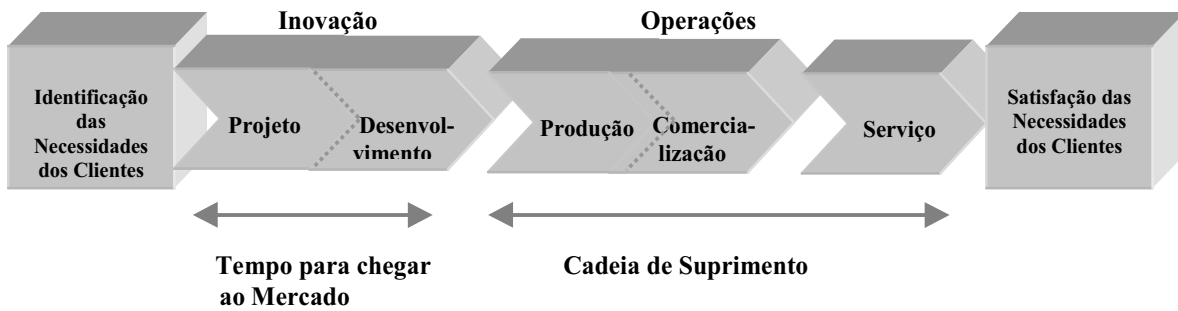 Inovação
Operações
Identificação
das
Necessidades
dos Clientes
Projeto
Desenvol-
vimento
Produção
Comercia-
lização
Serviço
Satisfação das
Necessidades
dos Clientes
Tempo para chegar
ao Mercado
Cadeia de Suprimento